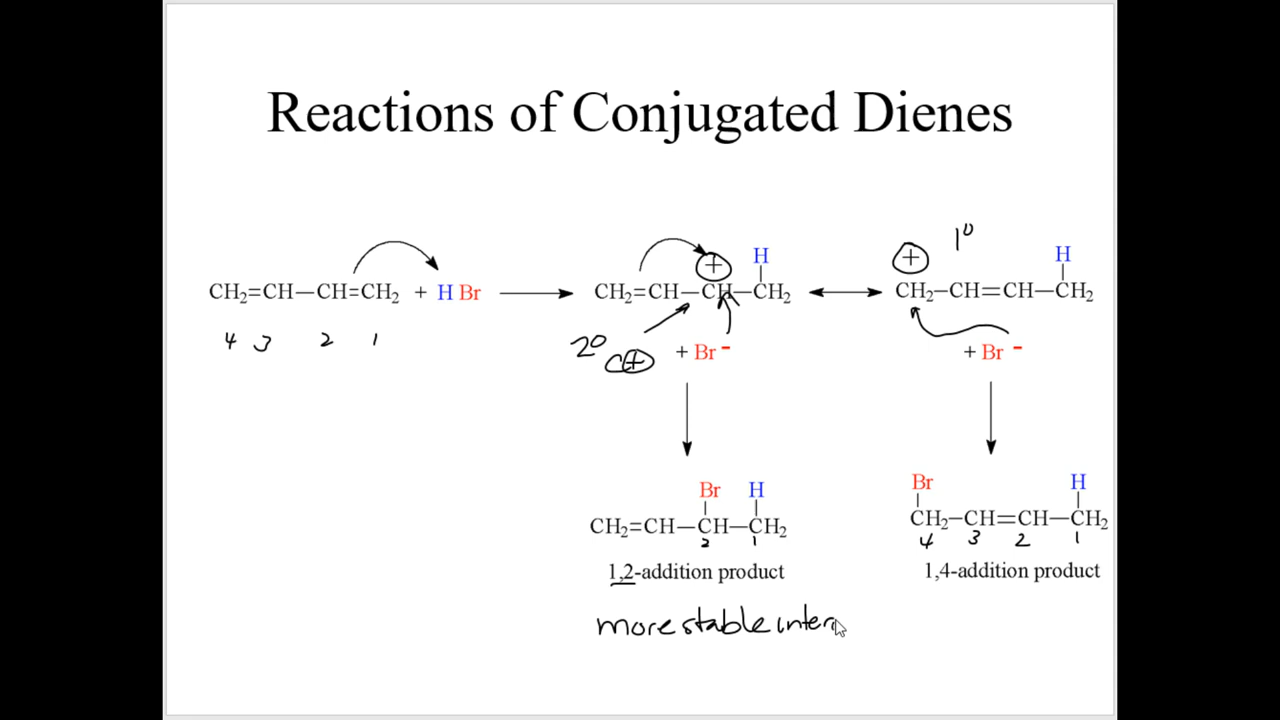 Reactions of Conjugated Dienes
CH₂=CH—CH=CH₂ + H Br
4 3 2 1
⊕ H
CH₂=CH—CH—CH₂
2° C⊕ + Br⁻
⊕ 1° H
CH₂—CH=CH—CH₂
+ Br⁻
Br H
CH₂=CH—CH—CH₂
2 1
1,2-addition product
more stable inter
Br H
CH₂—CH=CH—CH₂
4 3 2 1
1,4-addition product